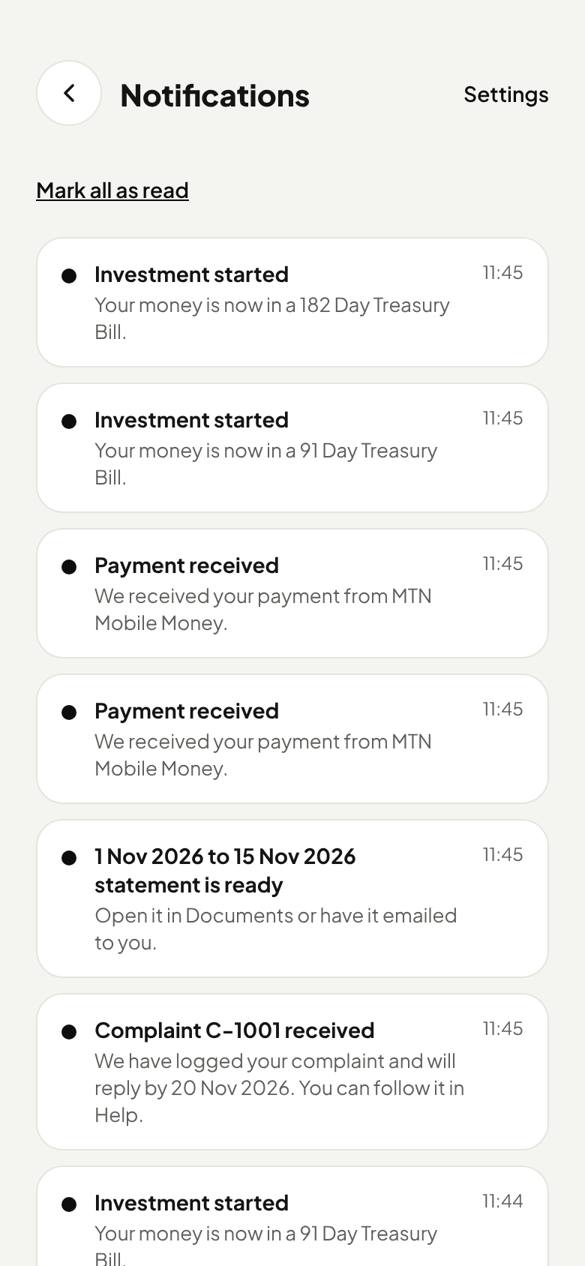 Notifications
Settings
Mark all as read
Investment started
11:45
Your money is now in a 182 Day Treasury
Bill.
Investment started
11:45
Your money is now in a 91 Day Treasury
Bill.
Payment received
11:45
We received your payment from MTN
Mobile Money.
Payment received
11:45
We received your payment from MTN
Mobile Money.
1 Nov 2026 to 15 Nov 2026
11:45
statement is ready
Open it in Documents or have it emailed
to you.
Complaint C-1001 received
11:45
We have logged your complaint and will
reply by 20 Nov 2026. You can follow it in
Help.
Investment started
11:44
Your money is now in a 91 Day Treasury
Bill.